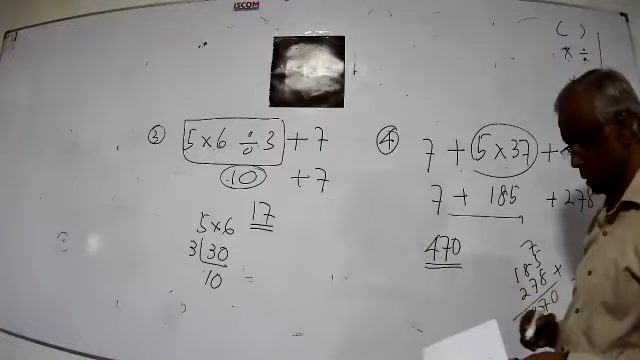 ISCOM
( )
× ÷
③ 5 × 6 ÷ 3 + 7
10 + 7
17
5 × 6
3 30
10 =
④ 7 + 5 × 37 +
7 + 185 + 278
470
7
185
278 ×